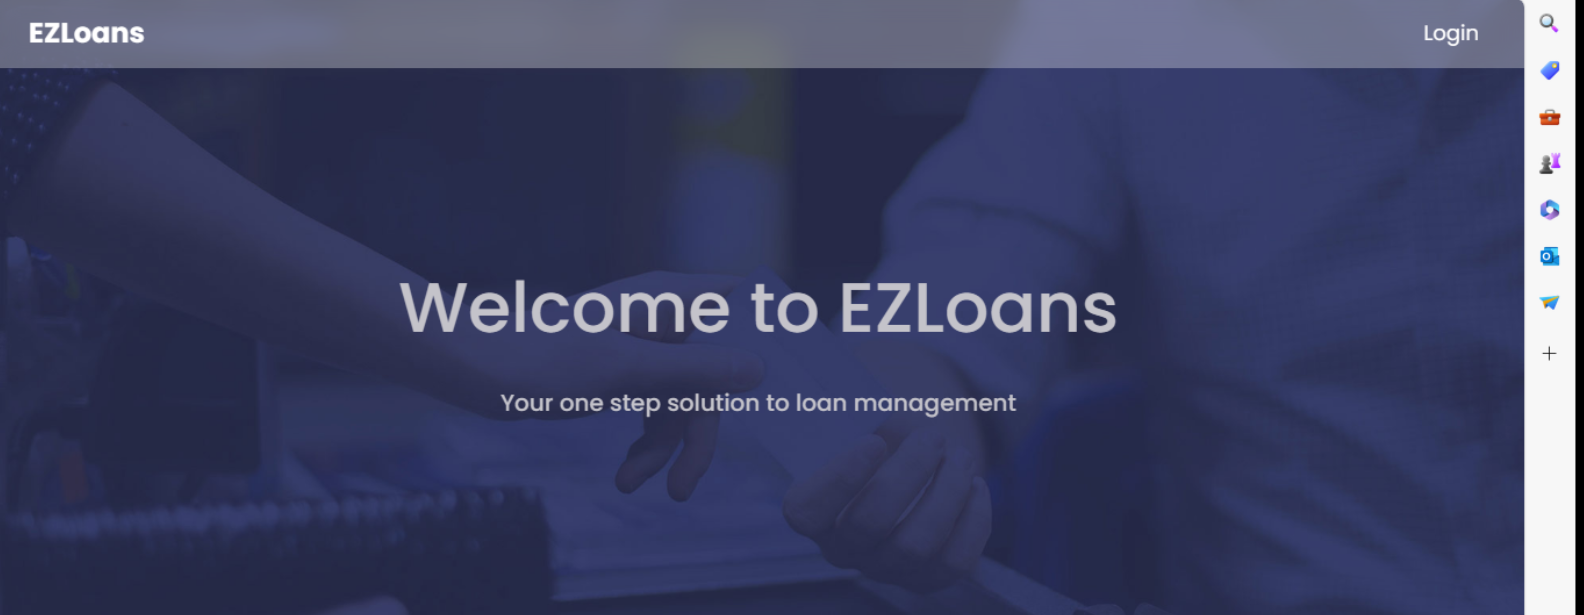 EZLoans
Login
Welcome to EZLoans
Your one step solution to loan management